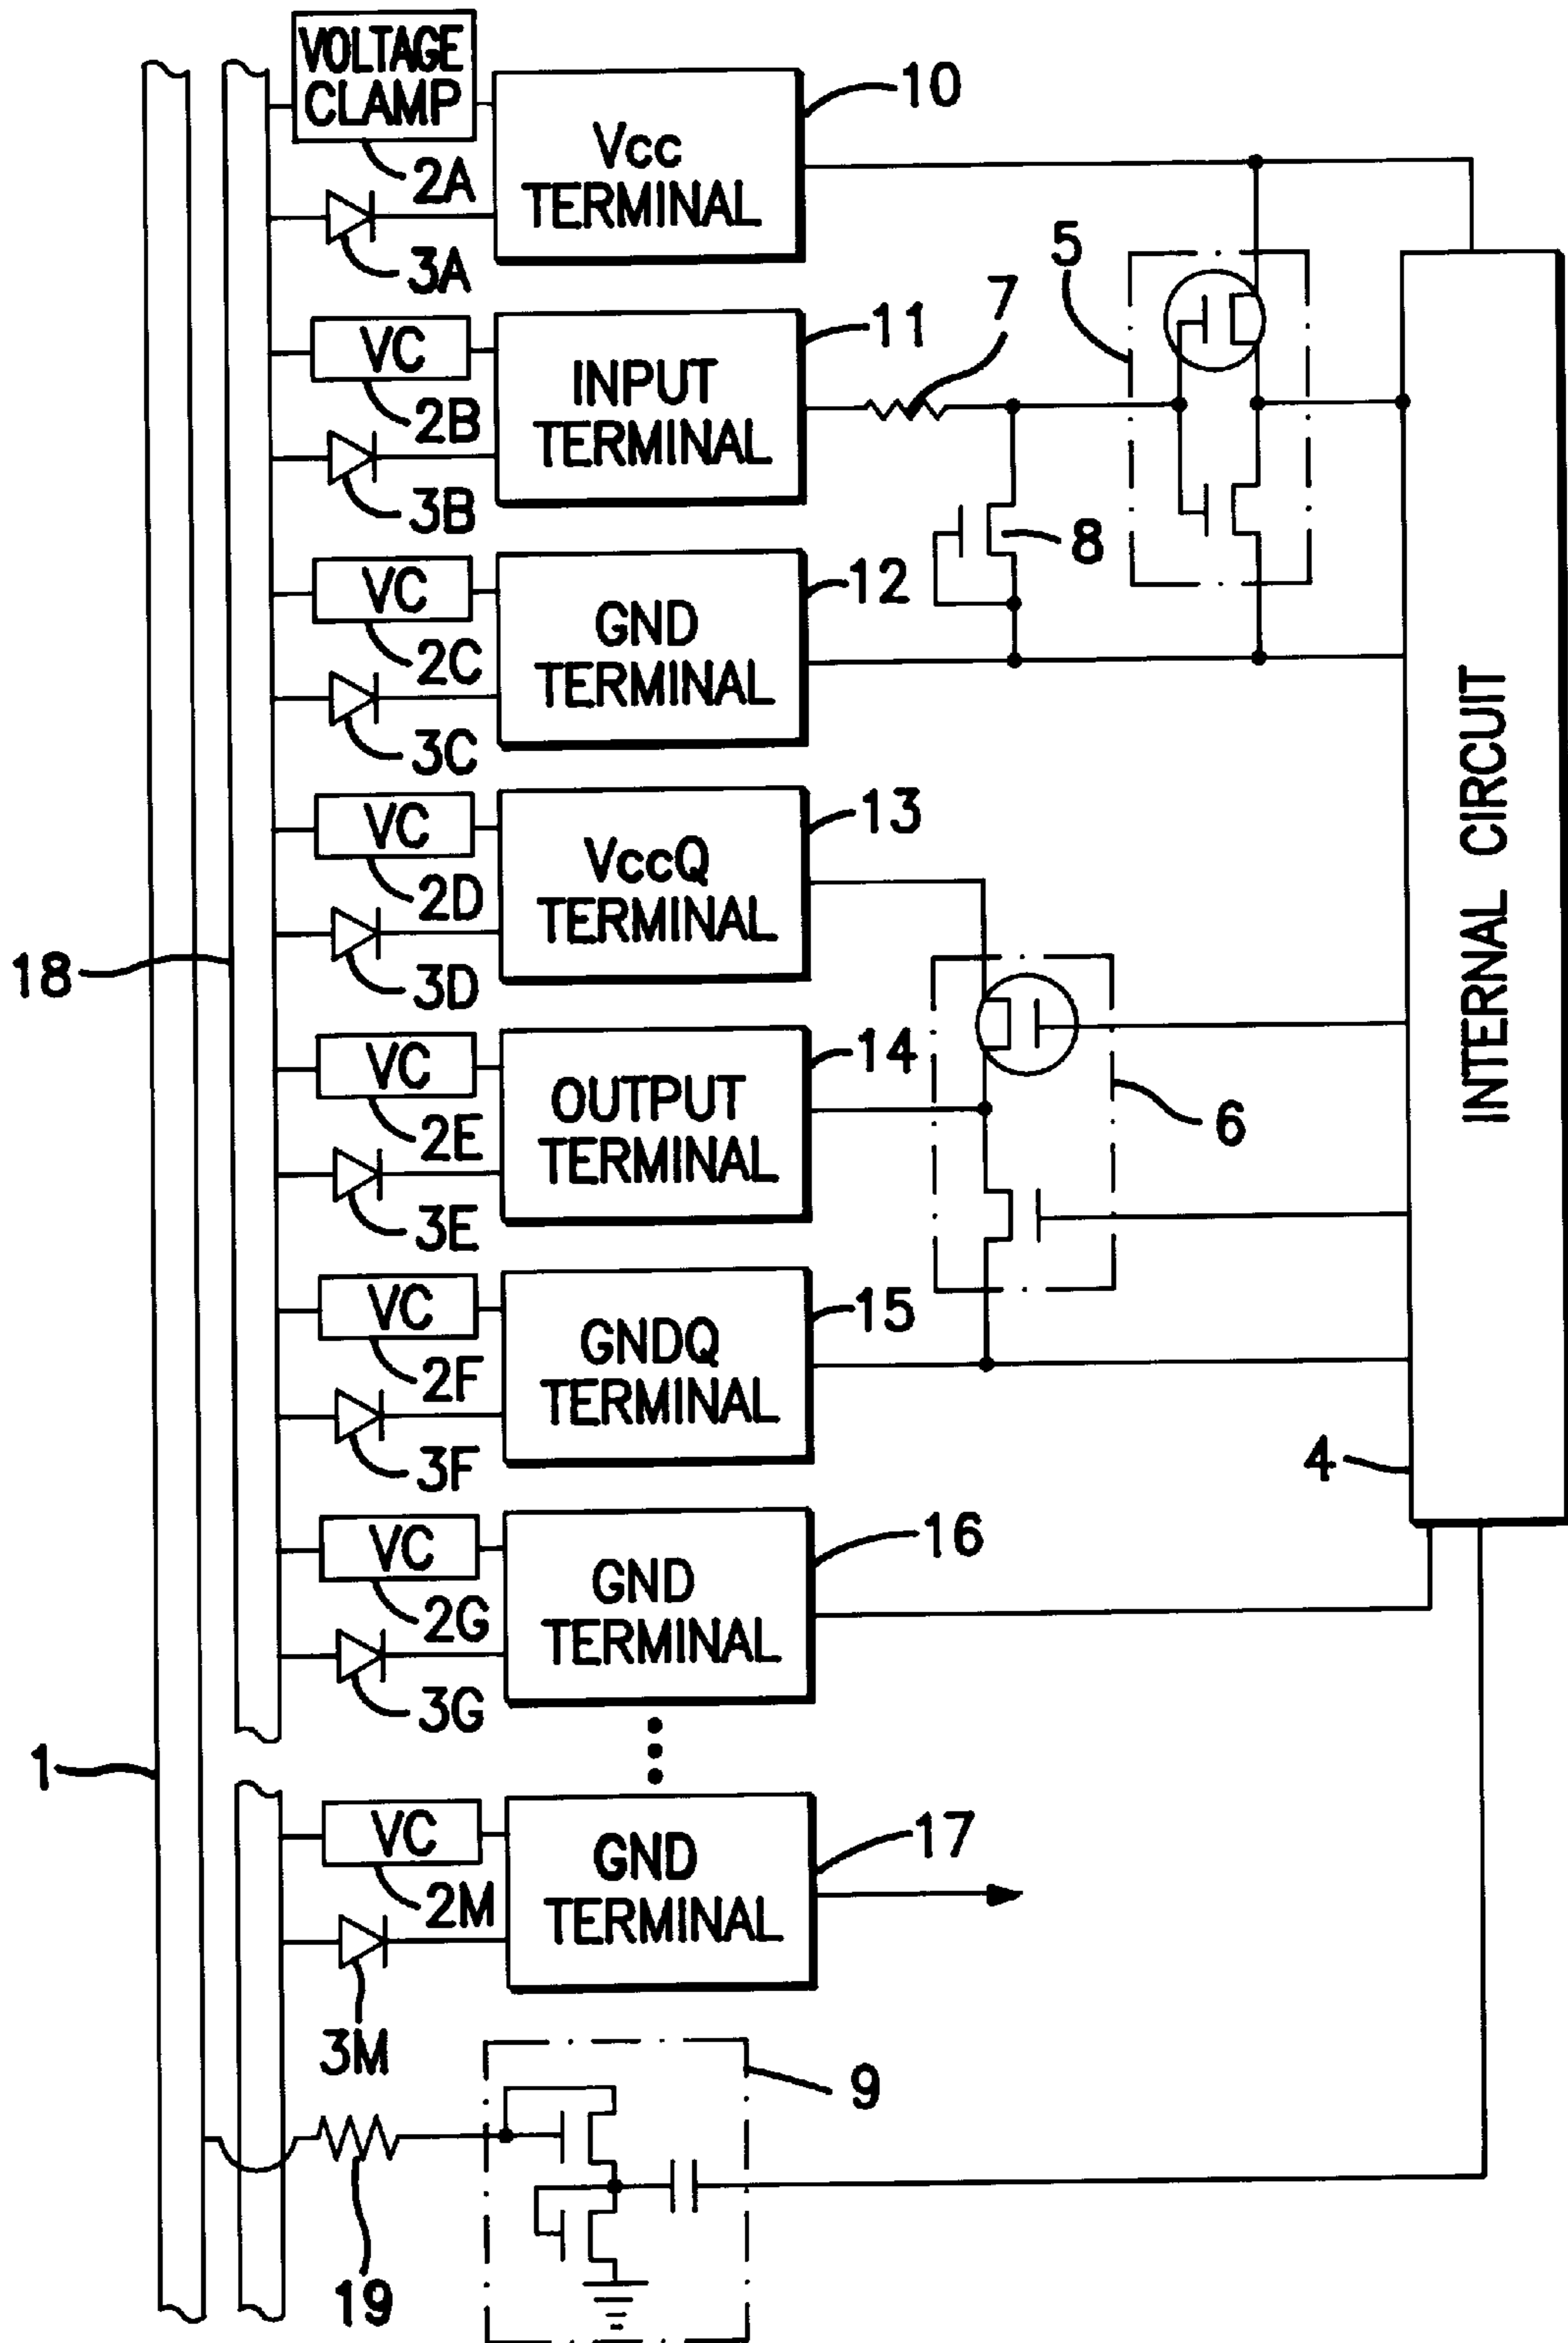 VOLTAGE
CLAMP
2A
3A
Vcc
TERMINAL
10
5
7
VC
2B
3B
INPUT
TERMINAL
11
8
VC
2C
3C
GND
TERMINAL
12
VC
2D
3D
VccQ
TERMINAL
13
18
INTERNAL CIRCUIT
VC
2E
3E
OUTPUT
TERMINAL
14
6
VC
2F
3F
GNDQ
TERMINAL
15
4
VC
2G
3G
GND
TERMINAL
16
1
VC
2M
3M
GND
TERMINAL
17
9
19